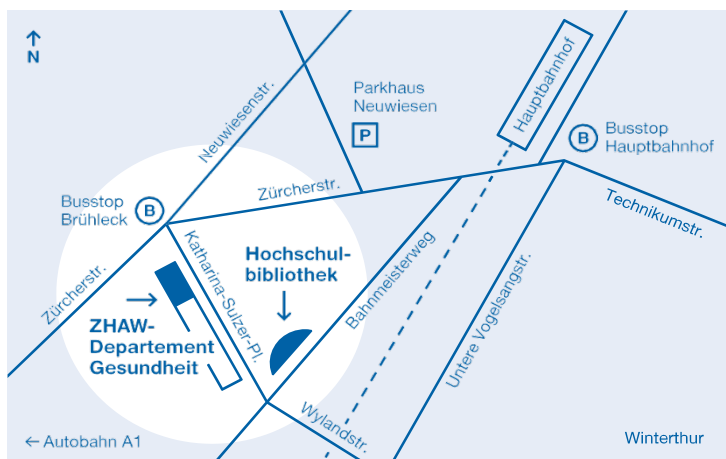 N
Neuwiesenstr.
Parkhaus
Neuwiesen
P
Hauptbahnhof
B
Busstop
Hauptbahnhof
Busstop
Brühleck
B
Zürcherstr.
Technikumstr.
Zürcherstr.
Katharina-Sulzer-Pl.
Hochschul-
bibliothek
Bahnmeisterweg
Untere Vogelsangstr.
ZHAW-
Departement
Gesundheit
Wylandstr.
← Autobahn A1
Winterthur